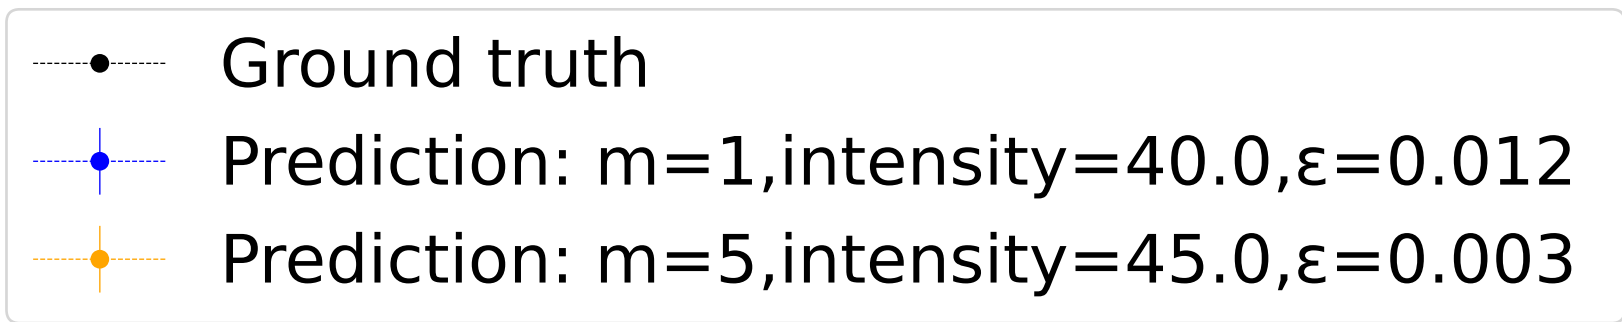 Ground truth
Prediction: m=1,intensity=40.0,ε=0.012
Prediction: m=5,intensity=45.0,ε=0.003